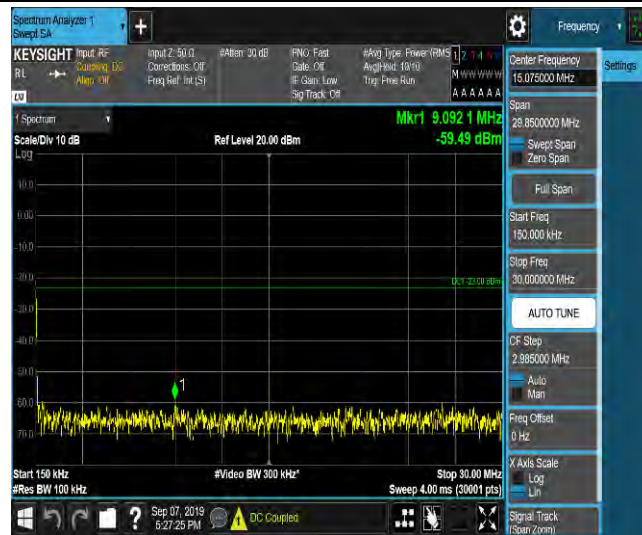 Spectrum Analyzer 1
Swept SA
Frequency
KEYSIGHT
RL
Input: RF
Coupling: DC
Align: Off
Input Z: 50 Ω
Corrections: Off
Freq Ref: Int (S)
#Atten: 30 dB
PNO: Fast
Gate: Off
IF Gain: Low
Sig Track: Off
#Avg Type: Power (RMS
Avg|Hold: 10/10
Trig: Free Run
M W W W W W
A A A A A A
1 Spectrum
Scale/Div 10 dB
Ref Level 20.00 dBm
Mkr1 9.092 1 MHz
-59.49 dBm
Log
10.0
0.00
-10.0
-20.0
-30.0
-40.0
-50.0
-60.0
-70.0
DL1 -23.00 dBm
1
Start 150 kHz
#Video BW 300 kHz*
Stop 30.00 MHz
#Res BW 100 kHz
Sweep 4.00 ms (30001 pts)
Sep 07, 2019
5:27:25 PM
DC Coupled
Center Frequency
15.075000 MHz
Settings
Span
29.8500000 MHz
Swept Span
Zero Span
Full Span
Start Freq
150.000 kHz
Stop Freq
30.000000 MHz
AUTO TUNE
CF Step
2.985000 MHz
Auto
Man
Freq Offset
0 Hz
X Axis Scale
Log
Lin
Signal Track
(Span Zoom)